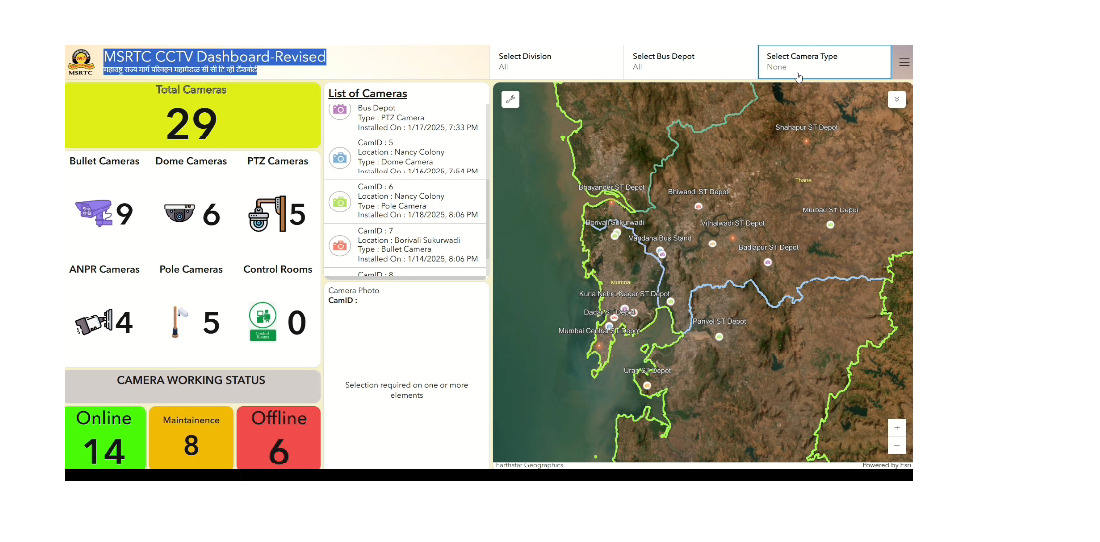 MSRTC CCTV Dashboard-Revised
महाराष्ट्र राज्य मार्ग परिवहन महामंडळ सी सी टि व्ही
MSRTC
Select Division
All
Select Bus Depot
All
Select Camera Type
None
Total Cameras
29
Bullet Cameras
9
Dome Cameras
6
PTZ Cameras
5
ANPR Cameras
4
Pole Cameras
5
Control Rooms
0
CAMERA WORKING STATUS
Online
14
Maintainence
8
Offline
6
List of Cameras
Bus Depot
Type : PTZ Camera
Installed On : 1/17/2025, 7:33 PM
CamID : 5
Location : Nancy Colony
Type : Dome Camera
Installed On : 1/16/2025, 7:54 PM
CamID : 6
Location : Nancy Colony
Type : Pole Camera
Installed On : 1/18/2025, 8:06 PM
CamID : 7
Location : Borivali Sukurwadi
Type : Bullet Camera
Installed On : 1/14/2025, 8:06 PM
CamID : 8
Camera Photo
CamID :
Selection required on one or more
elements
Shahapur ST Depot
Thane
Bhayander ST Depot
Bhiwandi ST Depot
Murbad ST Depot
Borivali Sukurwadi
Vithalwadi ST Depot
Vandana Bus Stand
Badlapur ST Depot
Mumbai
Kurla Nehru Nagar ST Depot
Panvel ST Depot
Mumbai Central ST Depot
Uran ST Depot
+
−
Earthstar Geographics
Powered by Esri